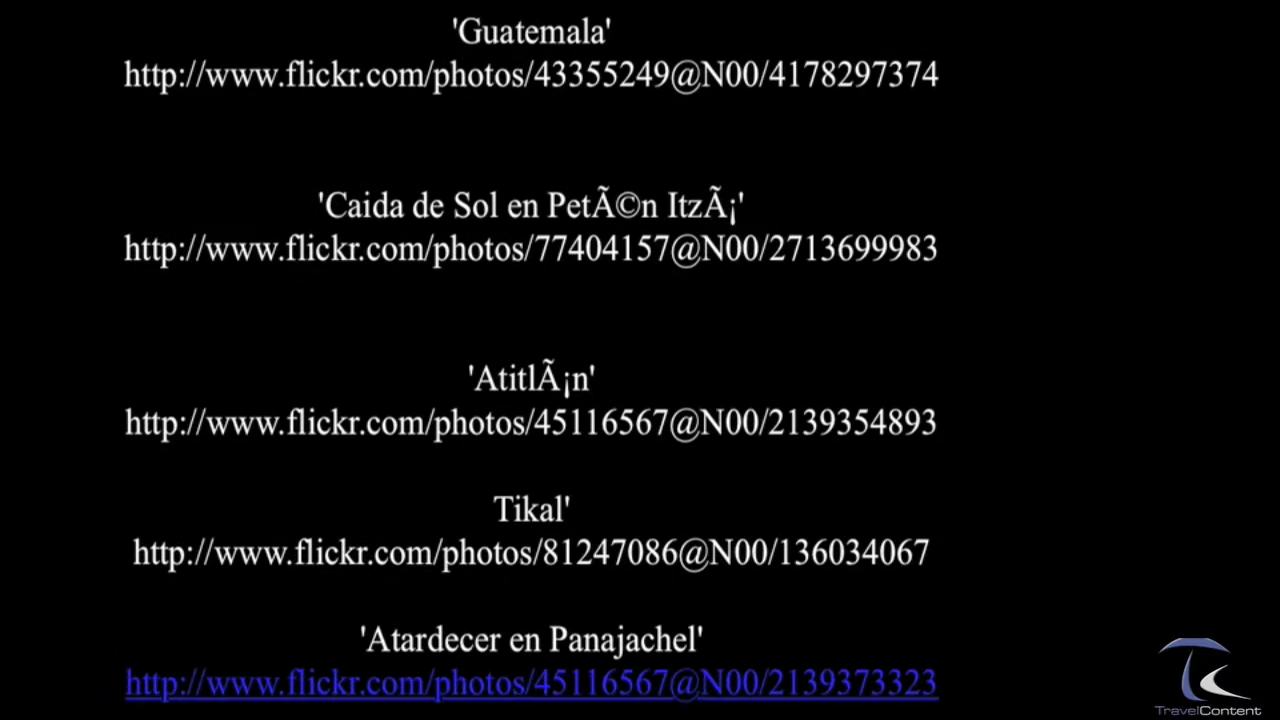 'Guatemala'
http://www.flickr.com/photos/43355249@N00/4178297374
'Caida de Sol en PetÃ©n ItzÃ¡'
http://www.flickr.com/photos/77404157@N00/2713699983
'AtitlÃ¡n'
http://www.flickr.com/photos/45116567@N00/2139354893
Tikal'
http://www.flickr.com/photos/81247086@N00/136034067
'Atardecer en Panajachel'
http://www.flickr.com/photos/45116567@N00/2139373323
TravelContent